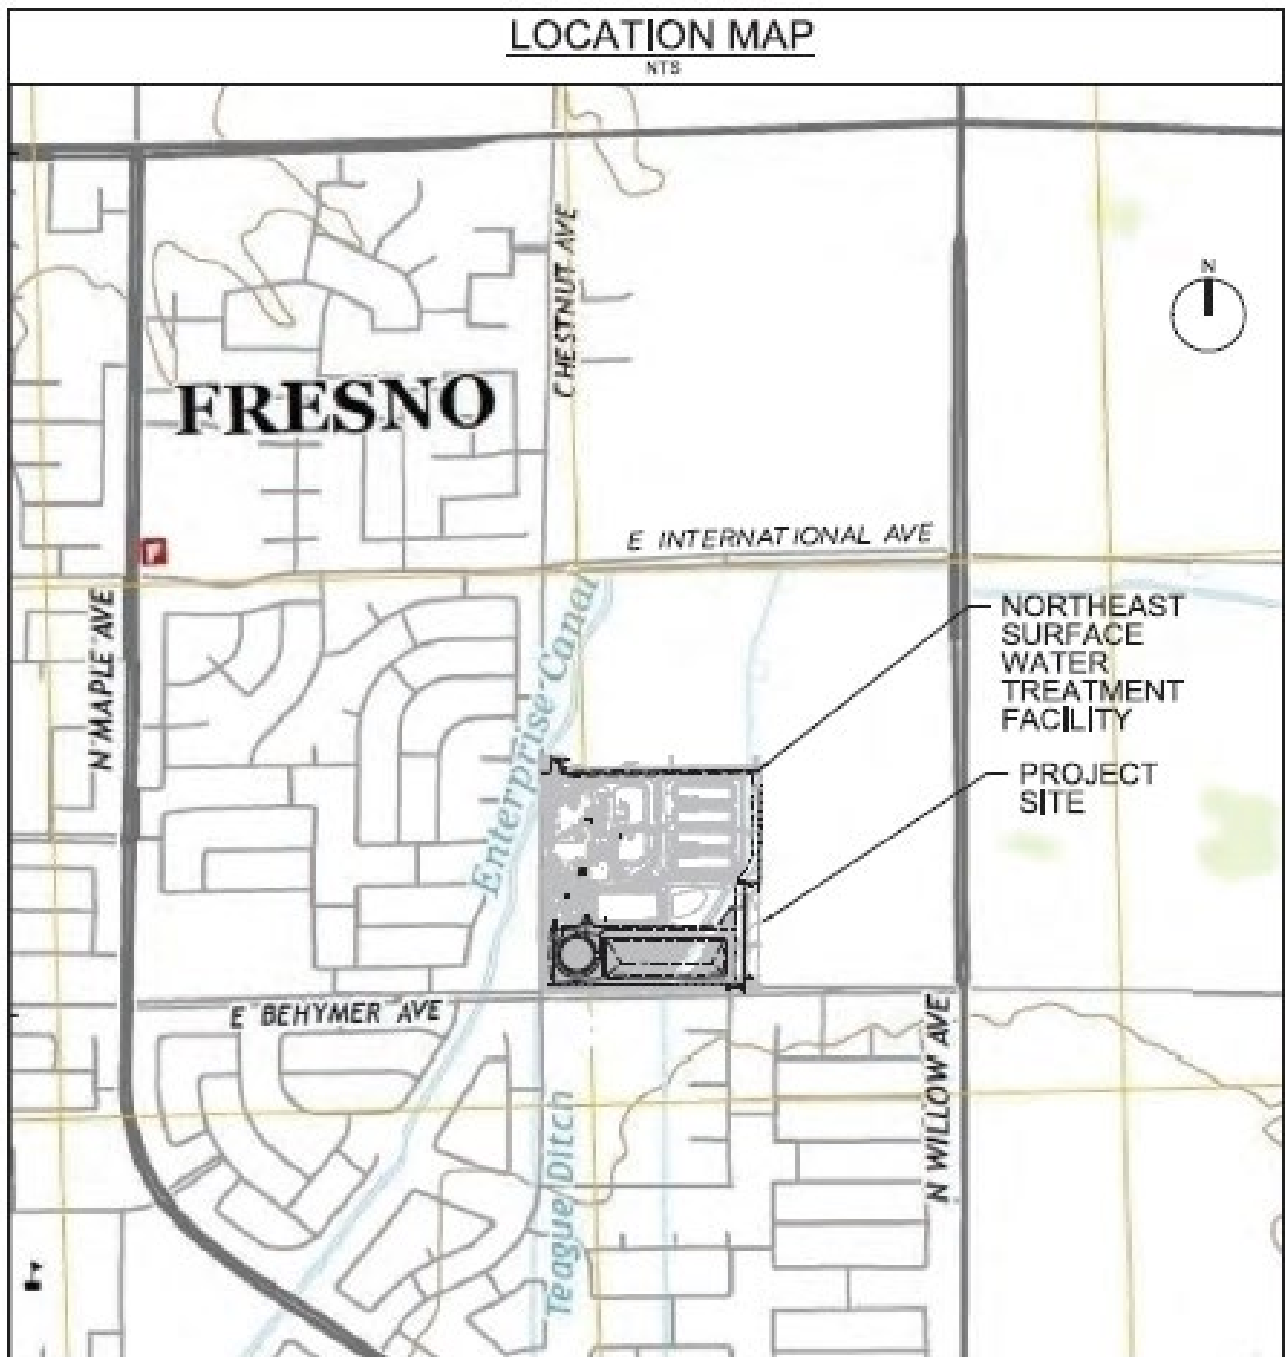 LOCATION MAP
NTS
N
CHESTNUT AVE
FRESNO
E INTERNATIONAL AVE
N MAPLE AVE
Enterprise Canal
NORTHEAST
SURFACE
WATER
TREATMENT
FACILITY
PROJECT
SITE
E BEHYMER AVE
N WILLOW AVE
Teague Ditch